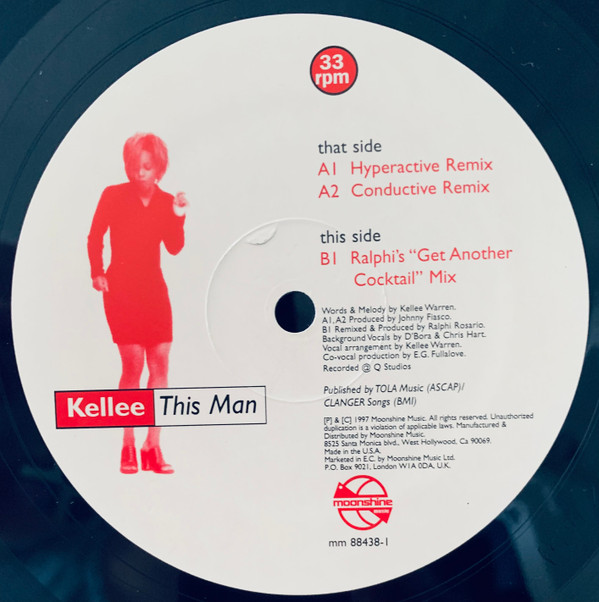 33
rpm
that side
A1 Hyperactive Remix
A2 Conductive Remix
this side
B1 Ralphi's "Get Another
Cocktail" Mix
Words & Melody by Kellee Warren.
A1, A2 Produced by Johnny Fiasco.
B1 Remixed & Produced by Ralphi Rosario.
Background Vocals by D'Bora & Chris Hart.
Vocal arrangement by Kellee Warren.
Co-vocal production by E.G. Fullalove.
Recorded @ Q Studios
Kellee This Man
Published by TOLA Music (ASCAP)/
CLANGER Songs (BMI)
[P] & [C] 1997 Moonshine Music. All rights reserved. Unauthorized
duplication is a violation of applicable laws. Manufactured &
Distributed by Moonshine Music.
8525 Santa Monica blvd., West Hollywood, Ca 90069.
Made in the U.S.A.
Marketed in E.C. by Moonshine Music Ltd.
P.O. Box 9021, London W1A 0DA, U.K.
moonshine
mm 88438-1